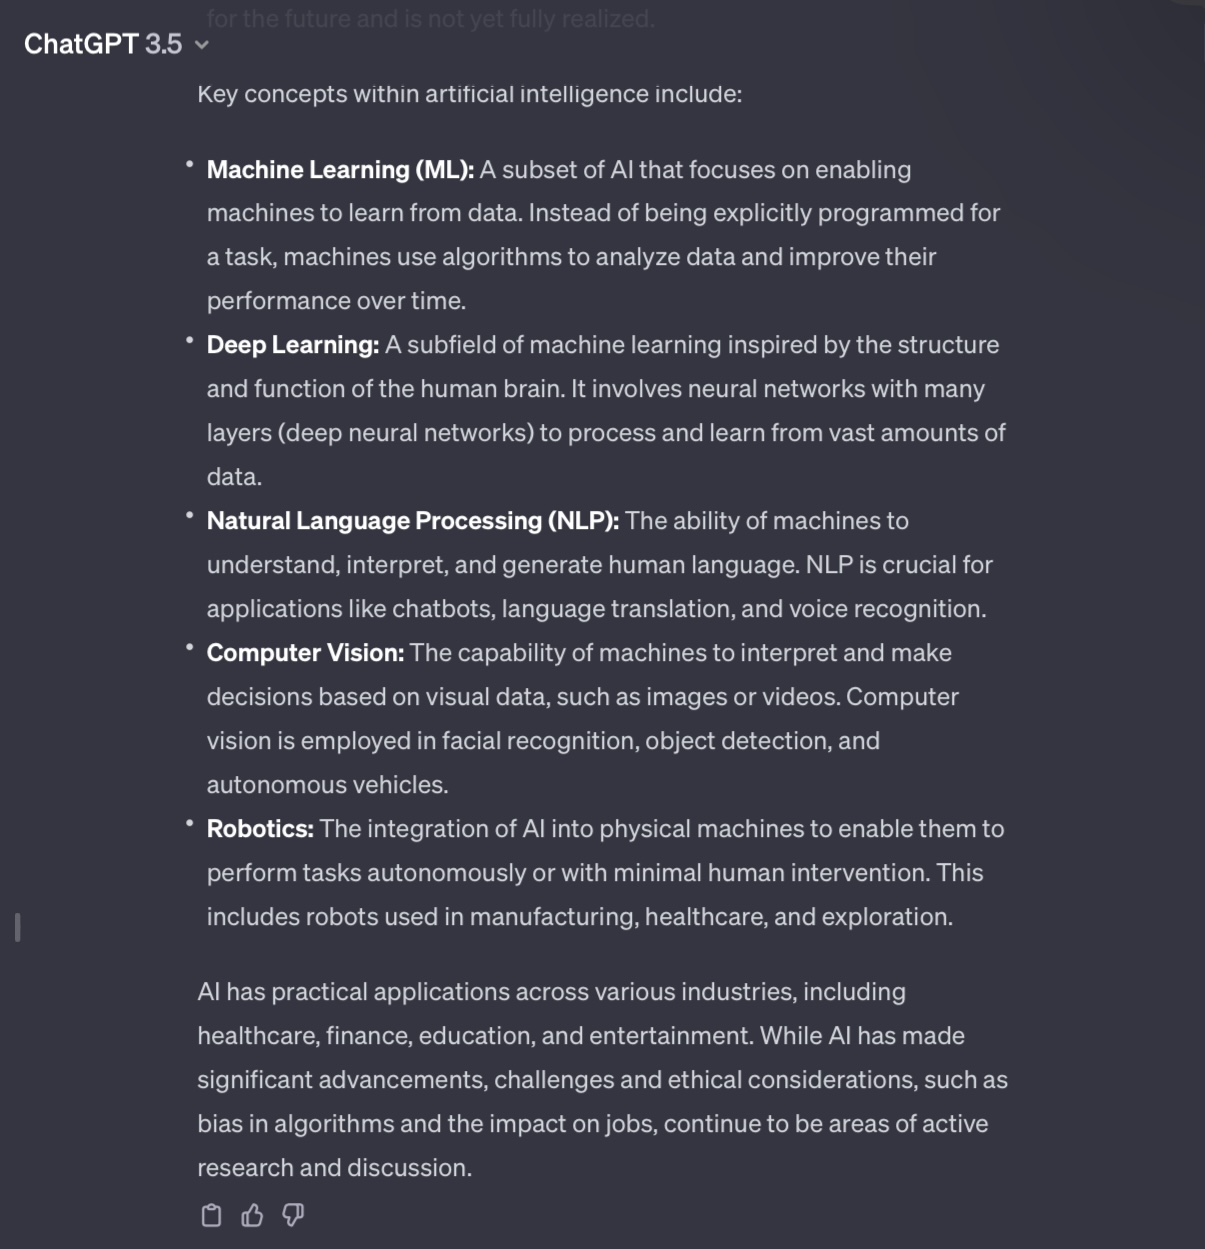 for the future and is not yet fully realized.
ChatGPT 3.5
Key concepts within artificial intelligence include:
• Machine Learning (ML): A subset of AI that focuses on enabling
machines to learn from data. Instead of being explicitly programmed for
a task, machines use algorithms to analyze data and improve their
performance over time.
• Deep Learning: A subfield of machine learning inspired by the structure
and function of the human brain. It involves neural networks with many
layers (deep neural networks) to process and learn from vast amounts of
data.
• Natural Language Processing (NLP): The ability of machines to
understand, interpret, and generate human language. NLP is crucial for
applications like chatbots, language translation, and voice recognition.
• Computer Vision: The capability of machines to interpret and make
decisions based on visual data, such as images or videos. Computer
vision is employed in facial recognition, object detection, and
autonomous vehicles.
• Robotics: The integration of AI into physical machines to enable them to
perform tasks autonomously or with minimal human intervention. This
includes robots used in manufacturing, healthcare, and exploration.
AI has practical applications across various industries, including
healthcare, finance, education, and entertainment. While AI has made
significant advancements, challenges and ethical considerations, such as
bias in algorithms and the impact on jobs, continue to be areas of active
research and discussion.